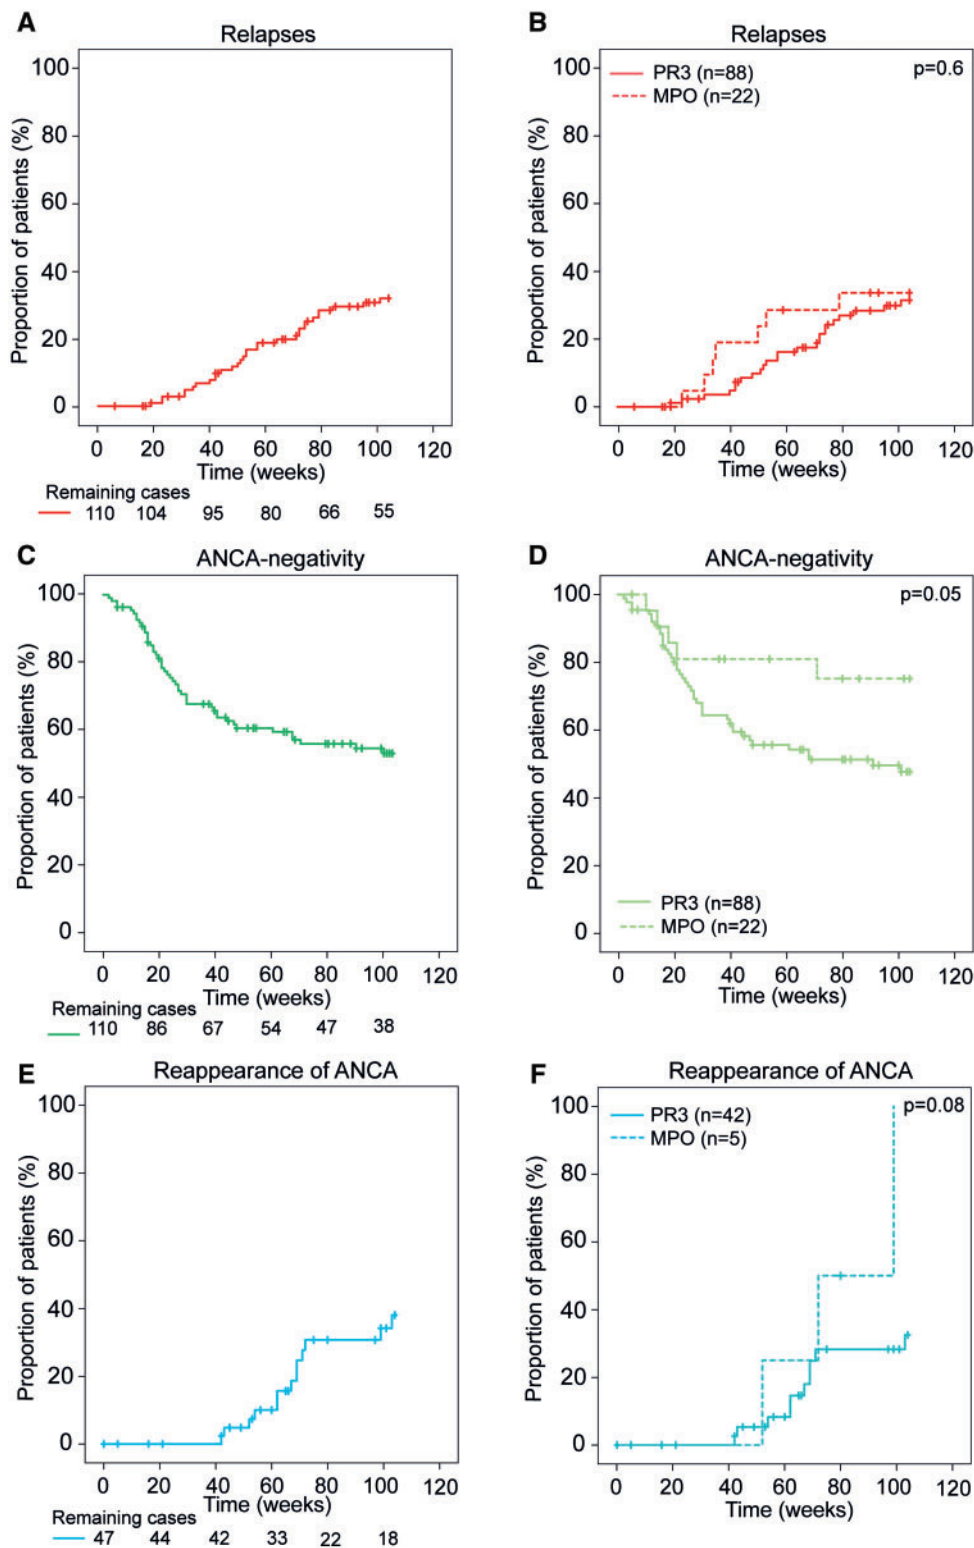 A
Relapses
Proportion of patients (%)
100
80
60
40
20
0
0 20 40 60 80 100 120
Time (weeks)
Remaining cases
110 104 95 80 66 55
B
Relapses
Proportion of patients (%)
PR3 (n=88)
MPO (n=22)
p=0.6
100
80
60
40
20
0
0 20 40 60 80 100 120
Time (weeks)
C
ANCA-negativity
Proportion of patients (%)
100
80
60
40
20
0
0 20 40 60 80 100 120
Time (weeks)
Remaining cases
110 86 67 54 47 38
D
ANCA-negativity
Proportion of patients (%)
p=0.05
100
80
60
40
20
0
PR3 (n=88)
MPO (n=22)
0 20 40 60 80 100 120
Time (weeks)
E
Reappearance of ANCA
Proportion of patients (%)
100
80
60
40
20
0
0 20 40 60 80 100 120
Time (weeks)
Remaining cases
47 44 42 33 22 18
F
Reappearance of ANCA
Proportion of patients (%)
PR3 (n=42)
MPO (n=5)
p=0.08
100
80
60
40
20
0
0 20 40 60 80 100 120
Time (weeks)